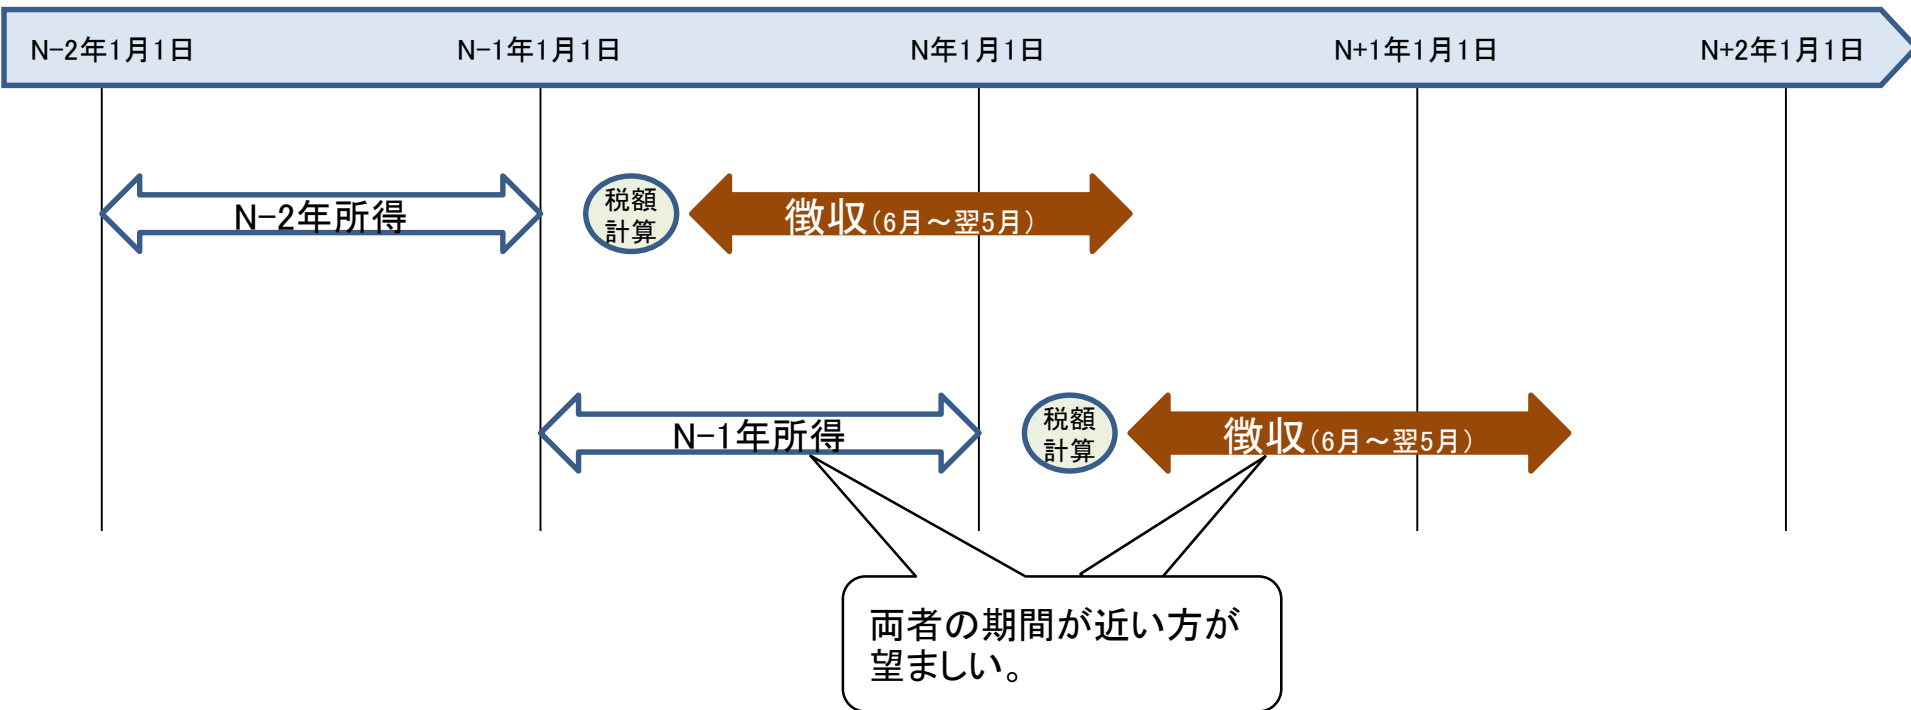 N-2年1月1日
N-1年1月1日
N年1月1日
N+1年1月1日
N+2年1月1日
N-2年所得
税額
計算
徴収(6月～翌5月)
N-1年所得
税額
計算
徴収(6月～翌5月)
両者の期間が近い方が
望ましい。